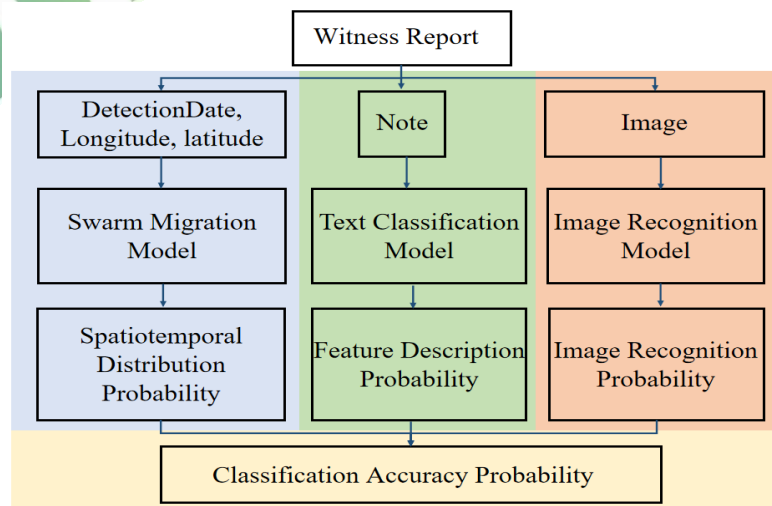 Witness Report
DetectionDate,
Longitude, latitude
Note
Image
Swarm Migration
Model
Text Classification
Model
Image Recognition
Model
Spatiotemporal
Distribution
Probability
Feature Description
Probability
Image Recognition
Probability
Classification Accuracy Probability